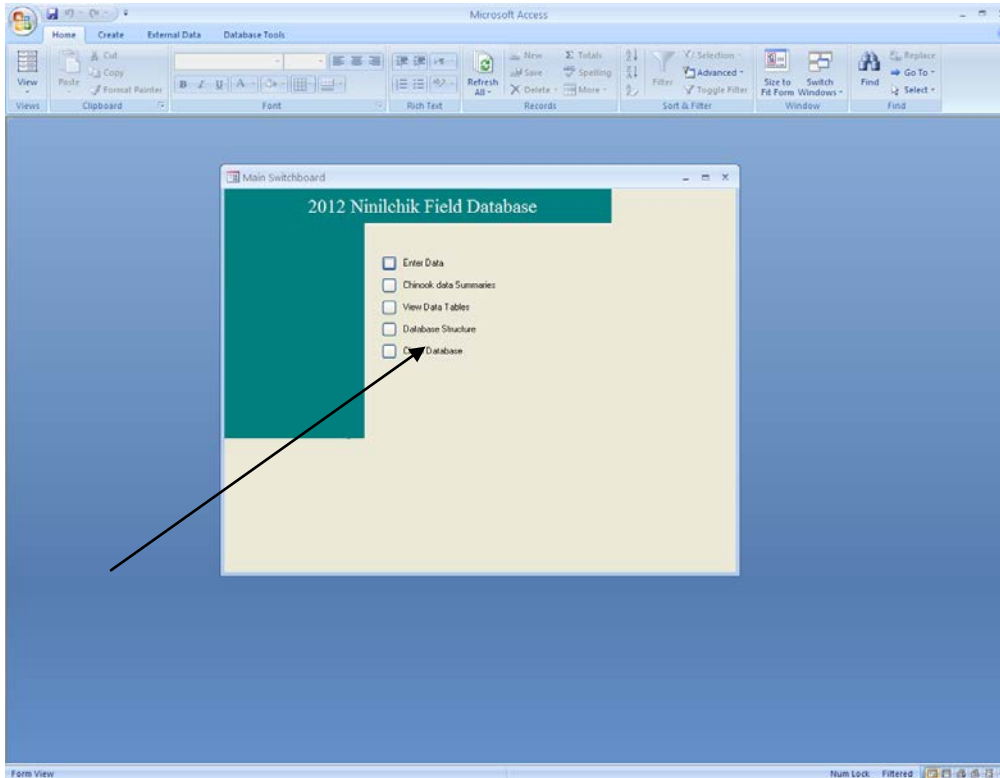 Microsoft Access
Home Create External Data Database Tools
View
Paste
Cut
Copy
Format Painter
B I U A
Refresh All
New
Save
Delete
Σ Totals
Spelling
More
Filter
Selection
Advanced
Toggle Filter
Size to Fit Form
Switch Windows
Find
Replace
Go To
Select
Views Clipboard Font Rich Text Records Sort & Filter Window Find
Main Switchboard
2012 Ninilchik Field Database
Enter Data
Chinook data Summaries
View Data Tables
Database Structure
Database
Form View
Num Lock Filtered